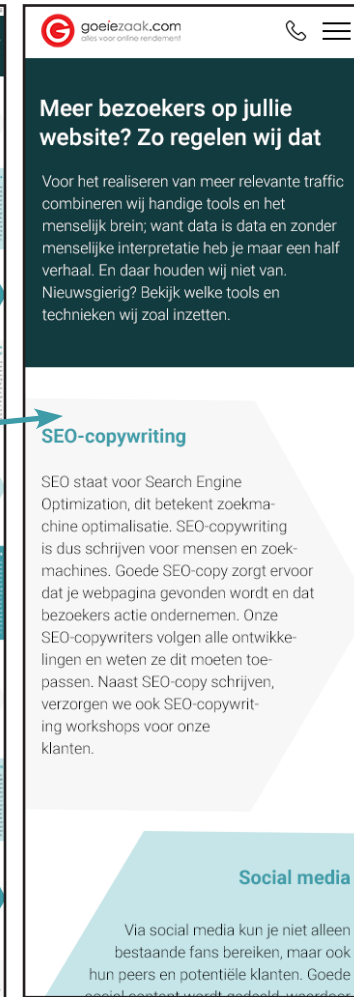 goeiezaak.com
alles voor online rendement
Meer bezoekers op jullie
website? Zo regelen wij dat
Voor het realiseren van meer relevante traffic
combineren wij handige tools en het
menselijk brein; want data is data en zonder
menselijke interpretatie heb je maar een half
verhaal. En daar houden wij niet van.
Nieuwsgierig? Bekijk welke tools en
technieken wij zoal inzetten.
SEO-copywriting
SEO staat voor Search Engine
Optimization, dit betekent zoekma-
chine optimalisatie. SEO-copywriting
is dus schrijven voor mensen en zoek-
machines. Goede SEO-copy zorgt ervoor
dat je webpagina gevonden wordt en dat
bezoekers actie ondernemen. Onze
SEO-copywriters volgen alle ontwikke-
lingen en weten ze dit moeten toe-
passen. Naast SEO-copy schrijven,
verzorgen we ook SEO-copywrit-
ing workshops voor onze
klanten.
Social media
Via social media kun je niet alleen
bestaande fans bereiken, maar ook
hun peers en potentiële klanten. Goede
social content wordt gedeeld, waardoor